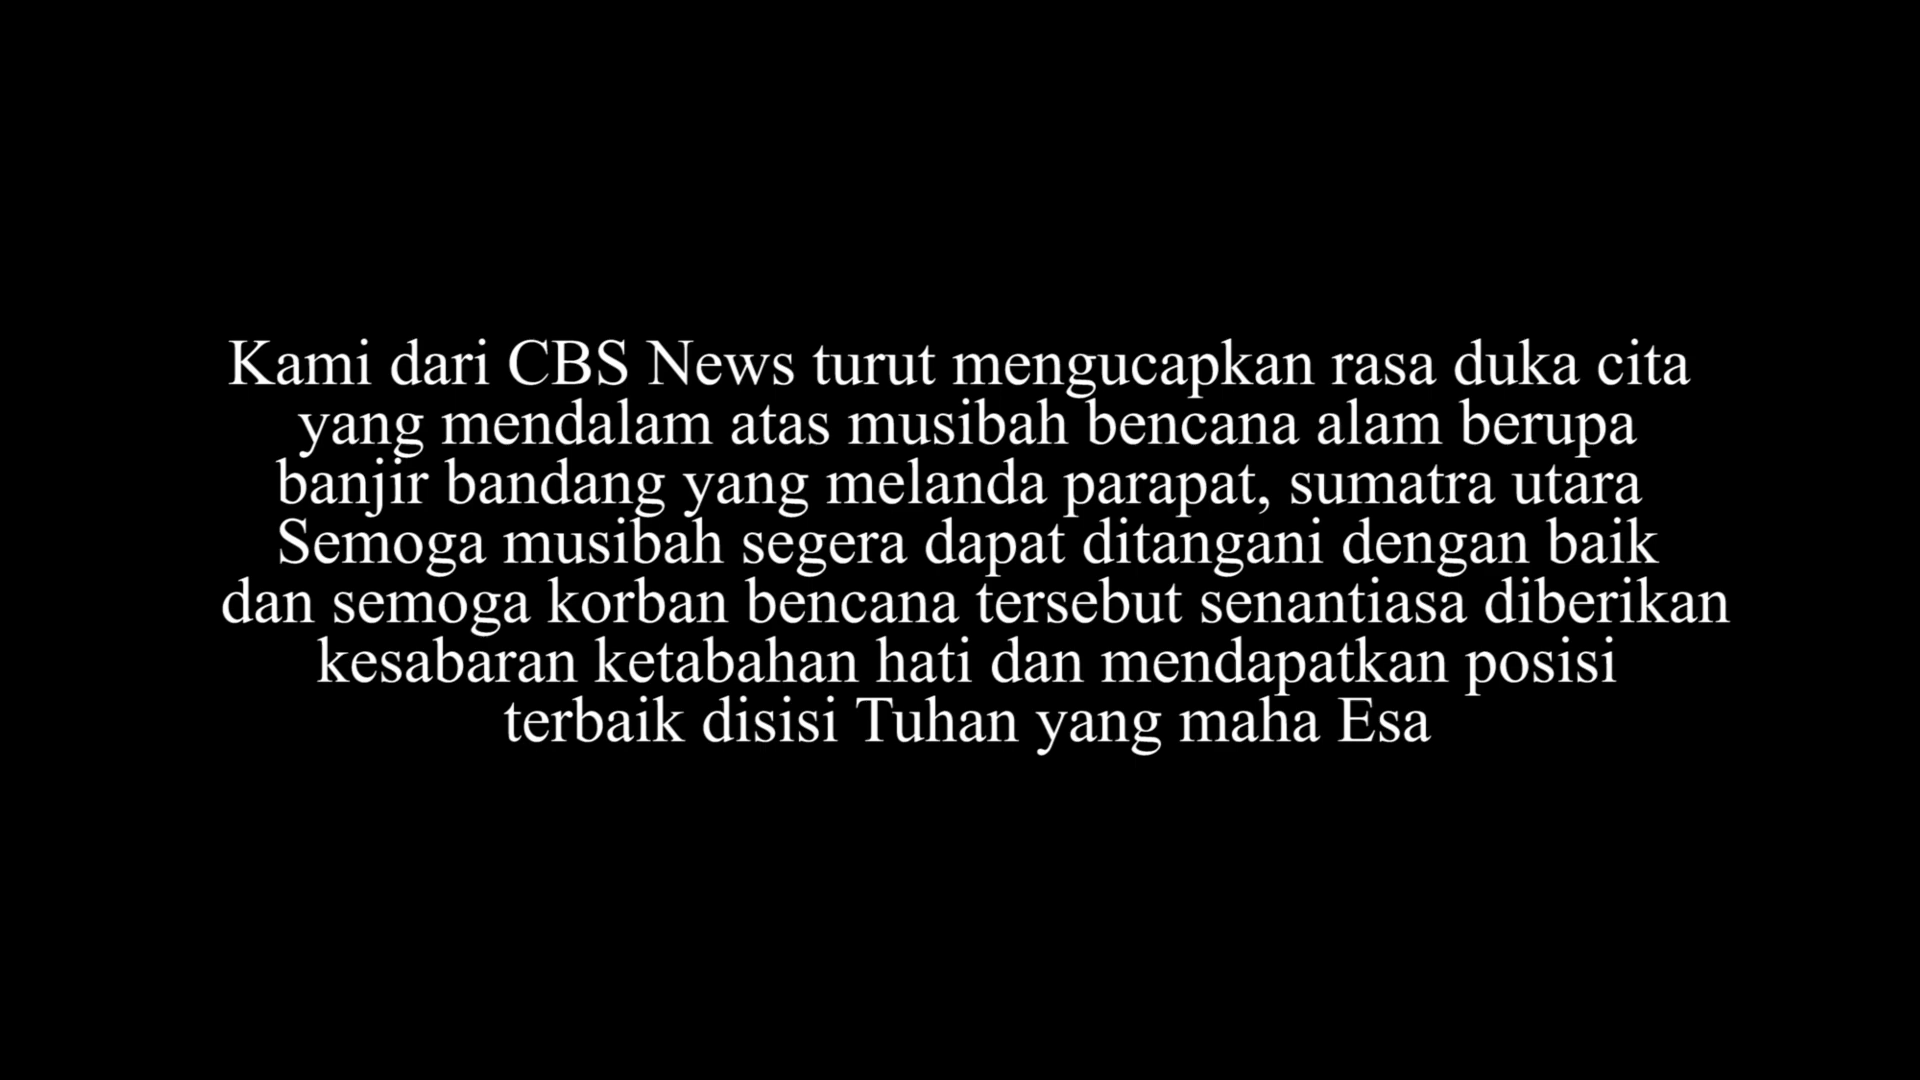 Kami dari CBS News turut mengucapkan rasa duka cita
yang mendalam atas musibah bencana alam berupa
banjir bandang yang melanda parapat, sumatra utara
Semoga musibah segera dapat ditangani dengan baik
dan semoga korban bencana tersebut senantiasa diberikan
kesabaran ketabahan hati dan mendapatkan posisi
terbaik disisi Tuhan yang maha Esa